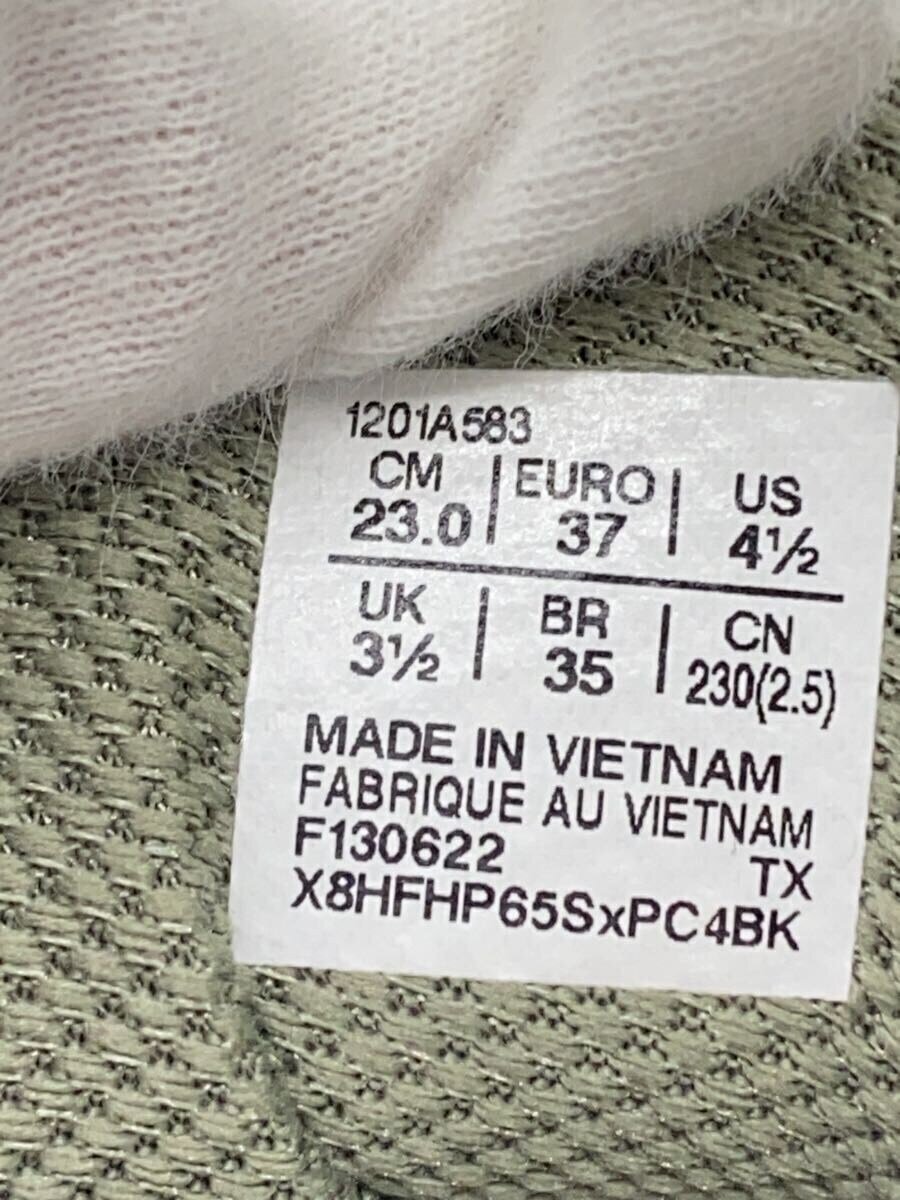 1201A583
CM | EURO | US
23.0 | 37 | 4½
UK | BR | CN
3½ | 35 | 230(2.5)
MADE IN VIETNAM
FABRIQUE AU VIETNAM
F130622 TX
X8HFHP65SxPC4BK